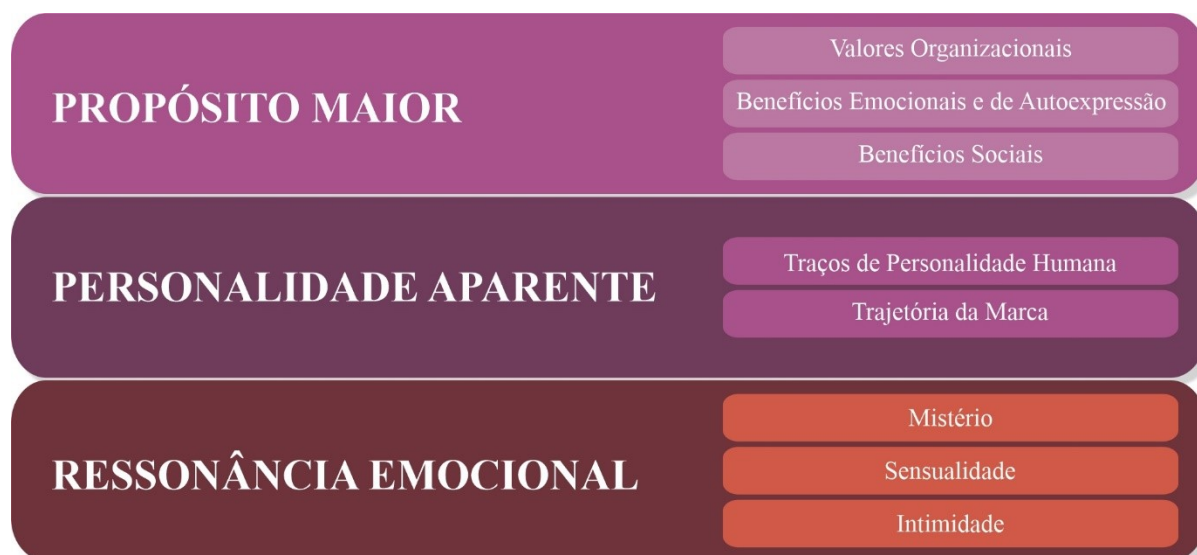 PROPÓSITO MAIOR
Valores Organizacionais
Benefícios Emocionais e de Autoexpressão
Benefícios Sociais
PERSONALIDADE APARENTE
Traços de Personalidade Humana
Trajetória da Marca
RESSONÂNCIA EMOCIONAL
Mistério
Sensualidade
Intimidade